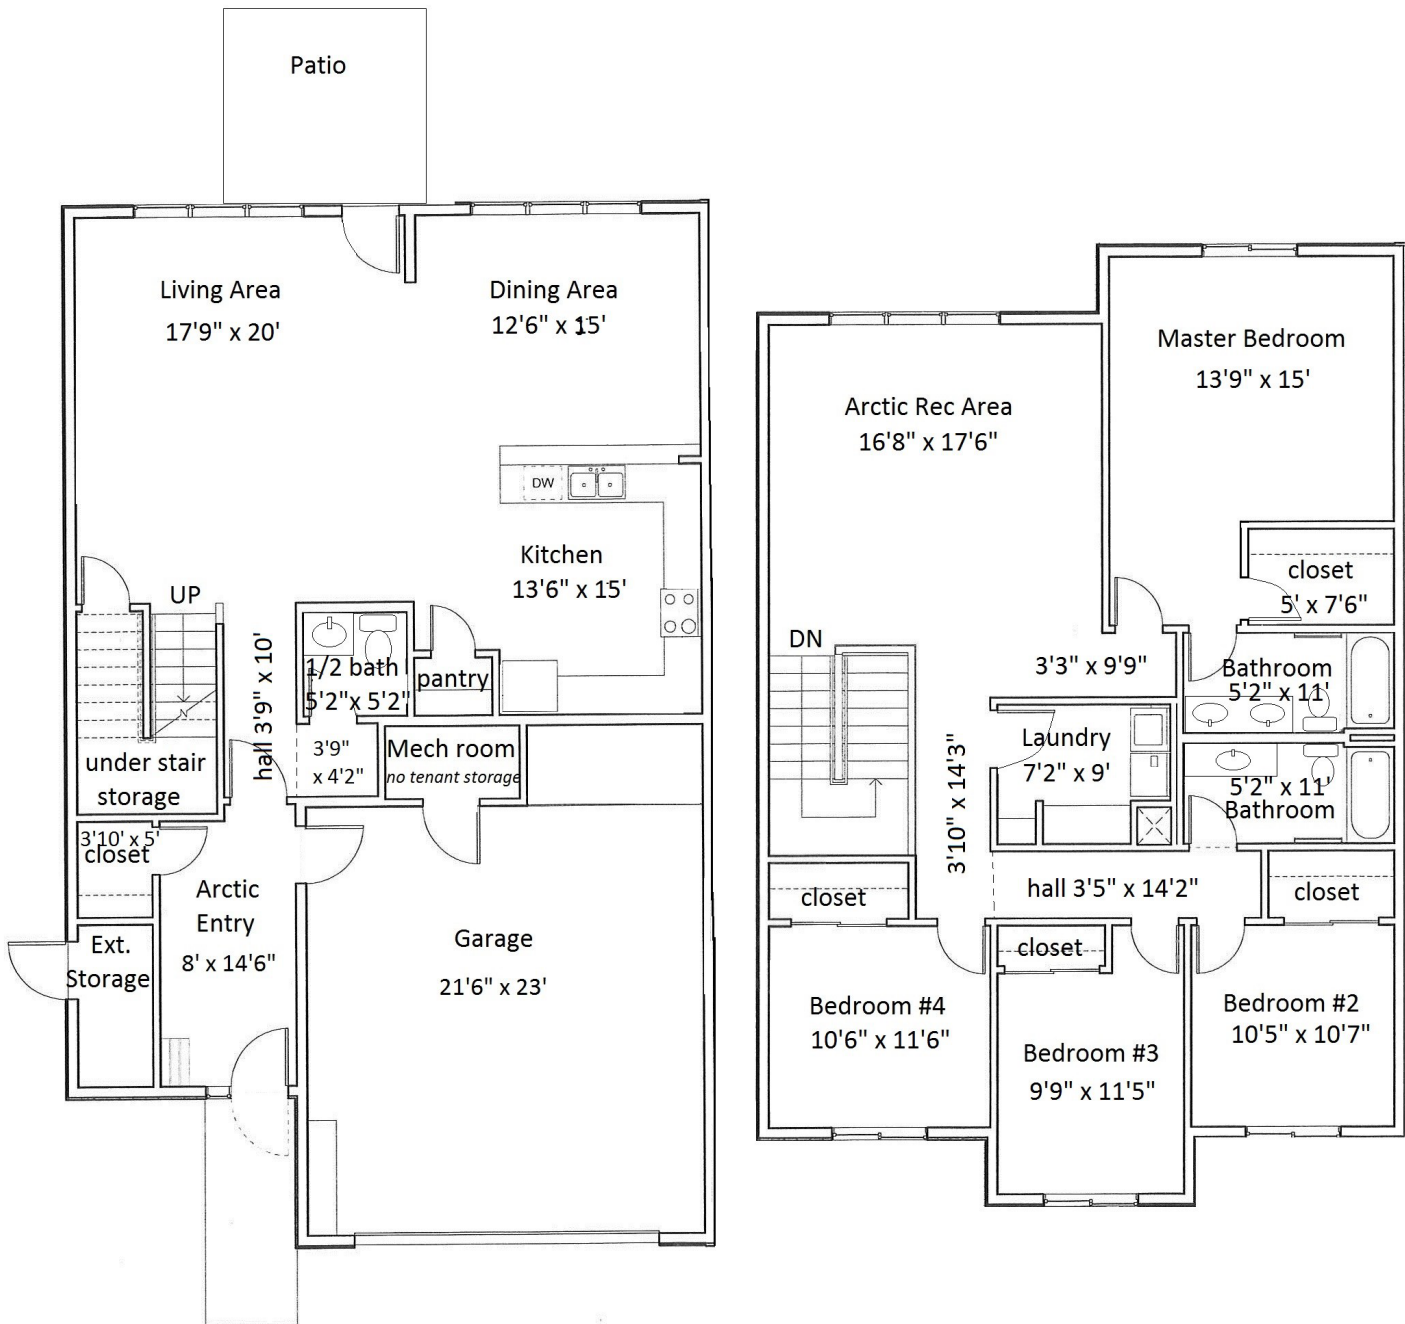 Patio
Living Area
17'9" x 20'
Dining Area
12'6" x 15'
DW
Kitchen
13'6" x 15'
UP
hall 3'9" x 10'
1/2 bath
5'2"x 5'2"
pantry
under stair
storage
3'9"
x 4'2"
Mech room
no tenant storage
3'10' x 5'
closet
Arctic
Entry
8' x 14'6"
Ext.
Storage
Garage
21'6" x 23'
Arctic Rec Area
16'8" x 17'6"
Master Bedroom
13'9" x 15'
closet
5' x 7'6"
DN
3'3" x 9'9"
Bathroom
5'2" x 11'
Laundry
7'2" x 9'
3'10" x 14'3"
5'2" x 11'
Bathroom
closet
hall 3'5" x 14'2"
closet
closet
Bedroom #4
10'6" x 11'6"
Bedroom #3
9'9" x 11'5"
Bedroom #2
10'5" x 10'7"